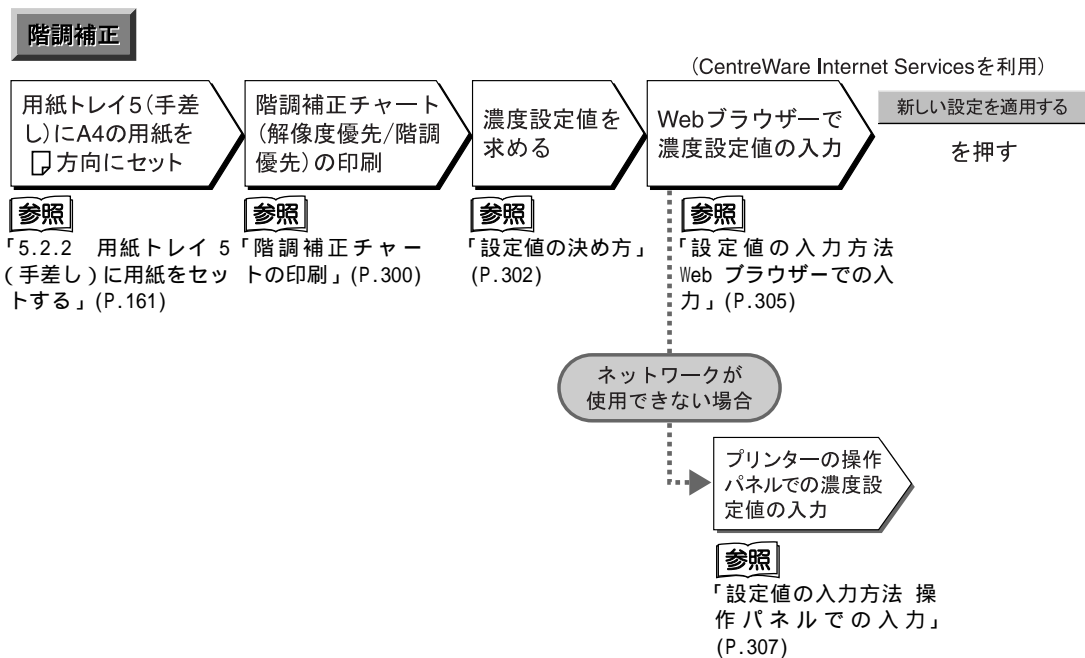 階調補正
(CentreWare Internet Servicesを利用)
用紙トレイ5(手差
し)にA4の用紙を
方向にセット
階調補正チャート
(解像度優先/階調
優先)の印刷
濃度設定値を
求める
Webブラウザーで
濃度設定値の入力
新しい設定を適用する
を押す
参照
「5.2.2 用紙トレイ 5
(手差し)に用紙をセッ
トする」(P.161)
参照
「階調補正チャー
トの印刷」(P.300)
参照
「設定値の決め方」
(P.302)
参照
「設定値の入力方法
Web ブラウザーでの入
力」(P.305)
ネットワークが
使用できない場合
プリンターの操作
パネルでの濃度設
定値の入力
参照
「設定値の入力方法 操
作パネルでの入力」
(P.307)